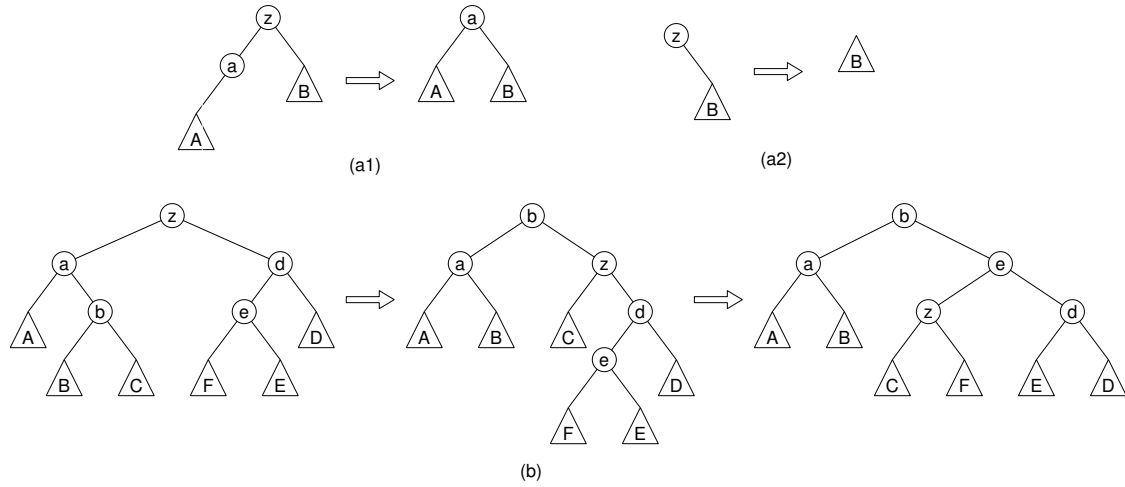 z a z
a
A B B
B
A B
(a1) (a2)
z b b
a d a z a e
A b e D A B C d A B z d
B C F E e D C F E D
F E
(b)